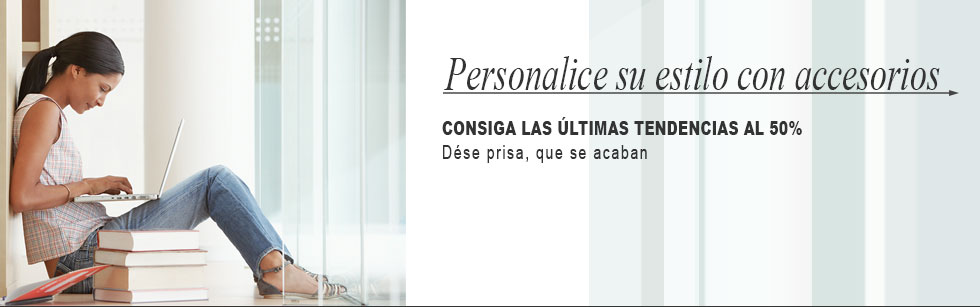 Personalice su estilo con accesorios
CONSIGA LAS ÚLTIMAS TENDENCIAS AL 50%
Dése prisa, que se acaban